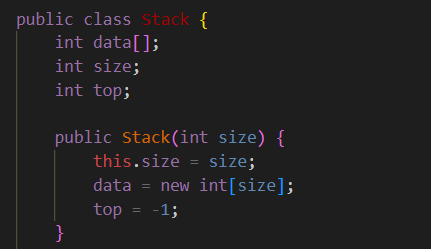 public class Stack {
    int data[];
    int size;
    int top;

    public Stack(int size) {
        this.size = size;
        data = new int[size];
        top = -1;
    }